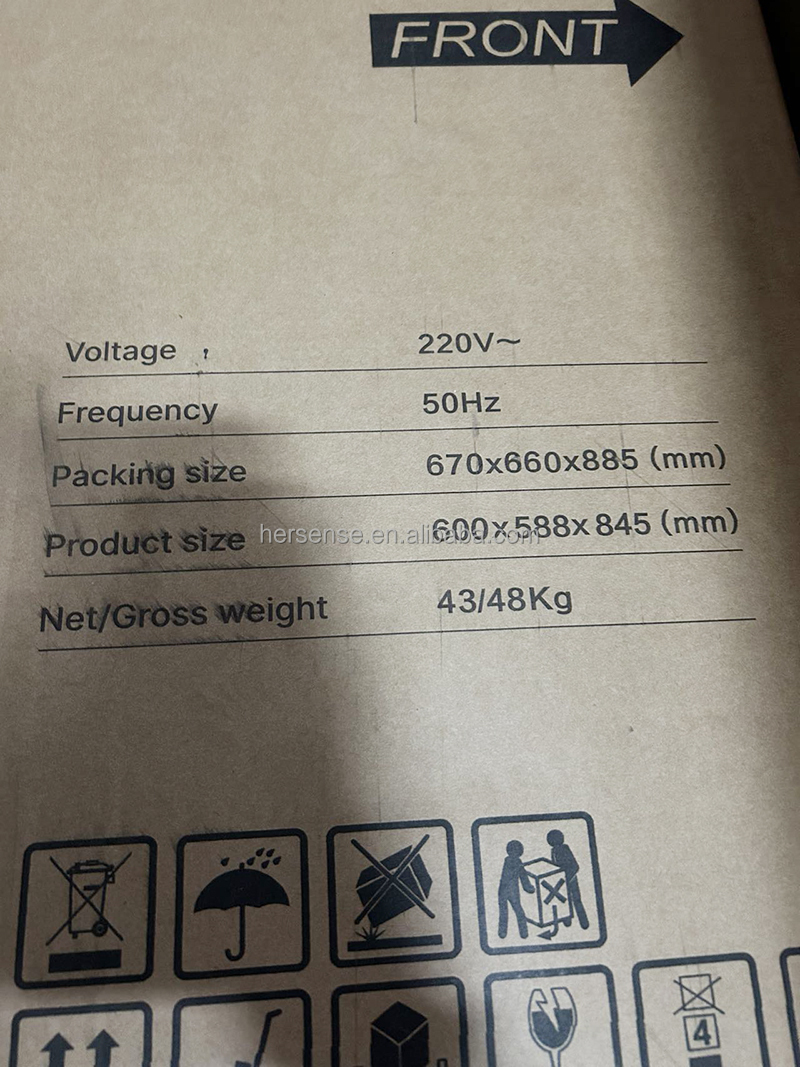 FRONT
Voltage 220V~
Frequency 50Hz
Packing size 670x660x885 (mm)
Product size 600x588x845 (mm)
hersense.en.alibaba.com
Net/Gross weight 43/48Kg
4